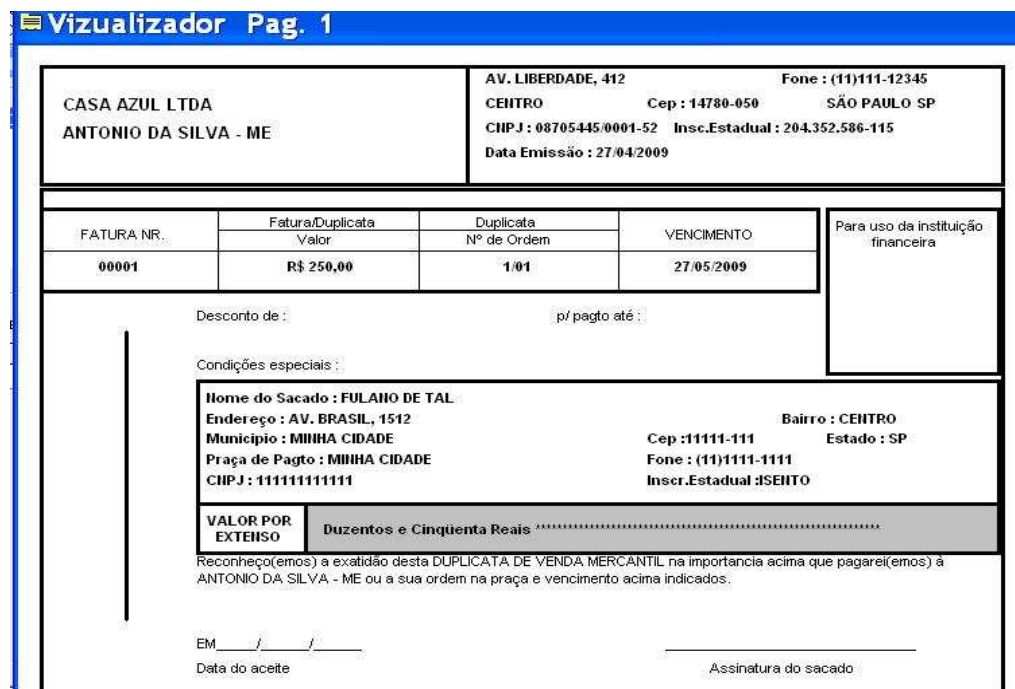 Vizualizador Pag. 1
CASA AZUL LTDA
ANTONIO DA SILVA - ME
AV. LIBERDADE, 412 Fone : (11)111-12345
CENTRO Cep : 14780-050 SÃO PAULO SP
CNPJ : 08705445/0001-52 Insc.Estadual : 204.352.586-115
Data Emissão : 27/04/2009
FATURA NR.
00001
Fatura/Duplicata
Valor
R$ 250,00
Duplicata
Nº de Ordem
1/01
VENCIMENTO
27/05/2009
Para uso da instituição
financeira
Desconto de : p/ pagto até :
Condições especiais :
Nome do Sacado : FULANO DE TAL
Endereço : AV. BRASIL, 1512 Bairro : CENTRO
Municipio : MINHA CIDADE Cep :11111-111 Estado : SP
Praça de Pagto : MINHA CIDADE Fone : (11)1111-1111
CNPJ : 111111111111 Inscr.Estadual :ISENTO
VALOR POR
EXTENSO
Duzentos e Cinqüenta Reais ****************************************************************
Reconheço(emos) a exatidão desta DUPLICATA DE VENDA MERCANTIL na importancia acima que pagarei(emos) à
ANTONIO DA SILVA - ME ou a sua ordem na praça e vencimento acima indicados.
EM_____/_____/_____
Data do aceite
Assinatura do sacado